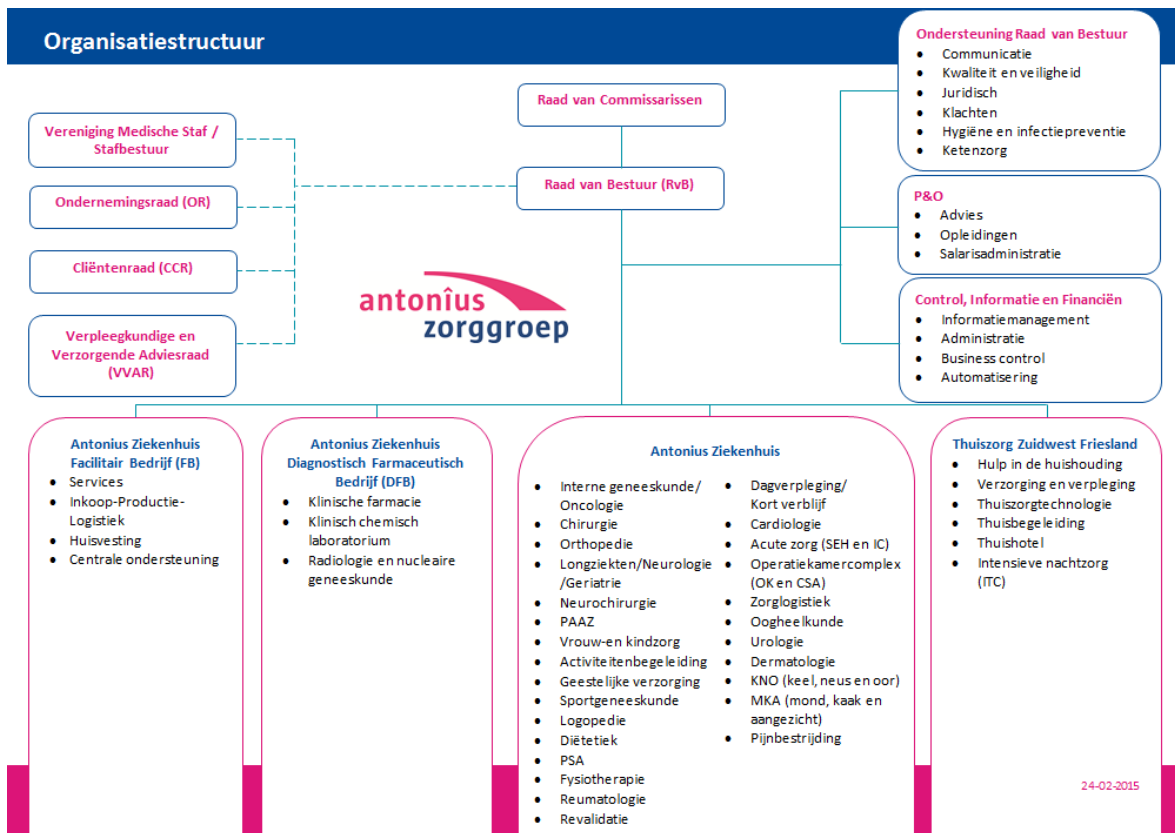 Organisatiestructuur
Ondersteuning Raad van Bestuur
• Communicatie
• Kwaliteit en veiligheid
• Juridisch
• Klachten
• Hygiëne en infectiepreventie
• Ketenzorg
Raad van Commissarissen
Vereniging Medische Staf /
Stafbestuur
Raad van Bestuur (RvB)
Ondernemingsraad (OR)
P&O
• Advies
• Opleidingen
• Salarisadministratie
Cliëntenraad (CCR)
antonîus
zorggroep
Control, Informatie en Financiën
• Informatiemanagement
• Administratie
• Business control
• Automatisering
Verpleegkundige en
Verzorgende Adviesraad
(VVAR)
Antonius Ziekenhuis
Facilitair Bedrijf (FB)
• Services
• Inkoop-Productie-
Logistiek
• Huisvesting
• Centrale ondersteuning
Antonius Ziekenhuis
Diagnostisch Farmaceutisch
Bedrijf (DFB)
• Klinische farmacie
• Klinisch chemisch
laboratorium
• Radiologie en nucleaire
geneeskunde
Antonius Ziekenhuis
• Interne geneeskunde/
Oncologie
• Chirurgie
• Orthopedie
• Longziekten/Neurologie
/Geriatrie
• Neurochirurgie
• PAAZ
• Vrouw-en kindzorg
• Activiteitenbegeleiding
• Geestelijke verzorging
• Sportgeneeskunde
• Logopedie
• Diëtetiek
• PSA
• Fysiotherapie
• Reumatologie
• Revalidatie
• Dagverpleging/
Kort verblijf
• Cardiologie
• Acute zorg (SEH en IC)
• Operatiekamercomplex
(OK en CSA)
• Zorglogistiek
• Oogheelkunde
• Urologie
• Dermatologie
• KNO (keel, neus en oor)
• MKA (mond, kaak en
aangezicht)
• Pijnbestrijding
Thuiszorg Zuidwest Friesland
• Hulp in de huishouding
• Verzorging en verpleging
• Thuiszorgtechnologie
• Thuisbegeleiding
• Thuishotel
• Intensieve nachtzorg
(ITC)
24-02-2015